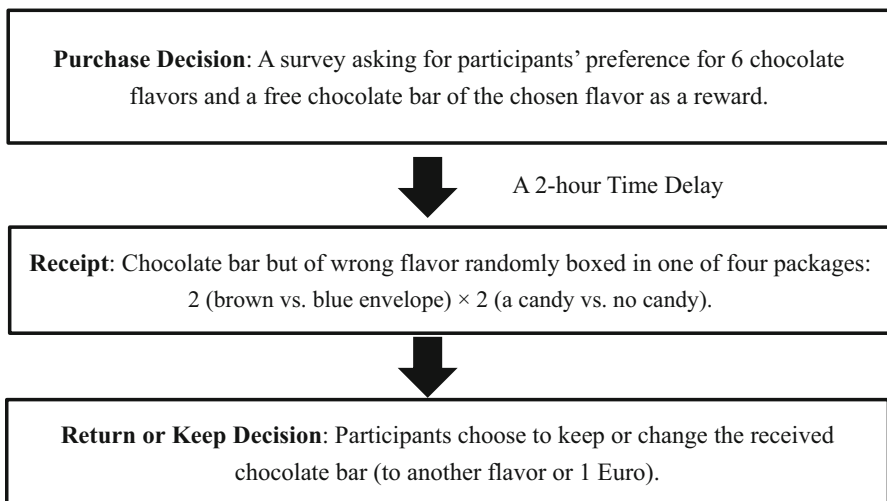 Purchase Decision: A survey asking for participants’ preference for 6 chocolate
flavors and a free chocolate bar of the chosen flavor as a reward.
A 2-hour Time Delay
Receipt: Chocolate bar but of wrong flavor randomly boxed in one of four packages:
2 (brown vs. blue envelope) × 2 (a candy vs. no candy).
Return or Keep Decision: Participants choose to keep or change the received
chocolate bar (to another flavor or 1 Euro).